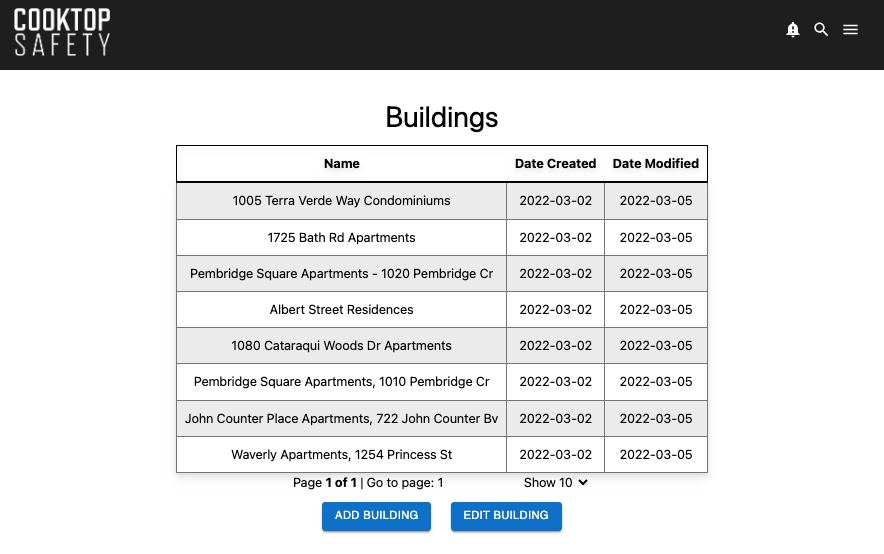 COOKTOP
SAFETY
Buildings
Name Date Created Date Modified
1005 Terra Verde Way Condominiums 2022-03-02 2022-03-05
1725 Bath Rd Apartments 2022-03-02 2022-03-05
Pembridge Square Apartments - 1020 Pembridge Cr 2022-03-02 2022-03-05
Albert Street Residences 2022-03-02 2022-03-05
1080 Cataraqui Woods Dr Apartments 2022-03-02 2022-03-05
Pembridge Square Apartments, 1010 Pembridge Cr 2022-03-02 2022-03-05
John Counter Place Apartments, 722 John Counter Bv 2022-03-02 2022-03-05
Waverly Apartments, 1254 Princess St 2022-03-02 2022-03-05
Page 1 of 1 | Go to page: 1 Show 10
ADD BUILDING EDIT BUILDING